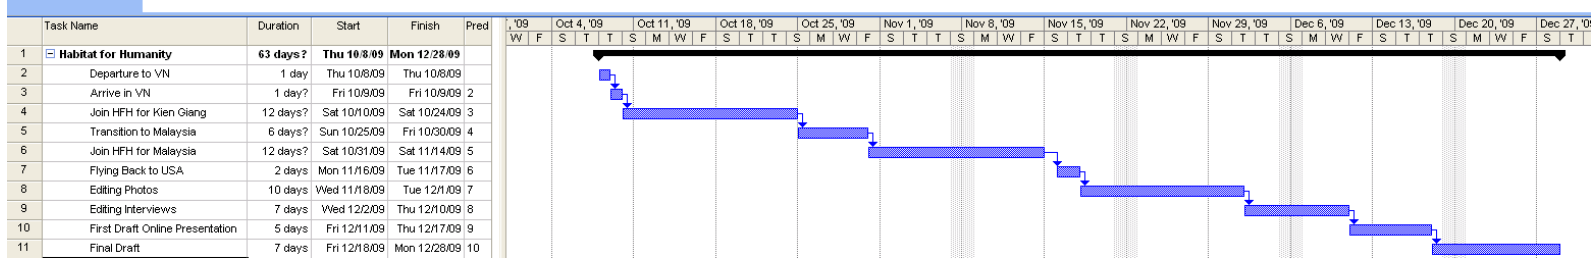 Task Name Duration Start Finish Pred , '09 Oct 4, '09 Oct 11, '09 Oct 18, '09 Oct 25, '09 Nov 1, '09 Nov 8, '09 Nov 15, '09 Nov 22, '09 Nov 29, '09 Dec 6, '09 Dec 13, '09 Dec 20, '09 Dec 27, '0
W F S T T S M W F S T T S M W F S T T S M W F S T T S M W F S T T S M W F S T T S M W F S T
1 Habitat for Humanity 63 days? Thu 10/8/09 Mon 12/28/09
2 Departure to VN 1 day Thu 10/8/09 Thu 10/8/09
3 Arrive in VN 1 day? Fri 10/9/09 Fri 10/9/09 2
4 Join HFH for Kien Giang 12 days? Sat 10/10/09 Sat 10/24/09 3
5 Transition to Malaysia 6 days? Sun 10/25/09 Fri 10/30/09 4
6 Join HFH for Malaysia 12 days? Sat 10/31/09 Sat 11/14/09 5
7 Flying Back to USA 2 days Mon 11/16/09 Tue 11/17/09 6
8 Editing Photos 10 days Wed 11/18/09 Tue 12/1/09 7
9 Editing Interviews 7 days Wed 12/2/09 Thu 12/10/09 8
10 First Draft Online Presentation 5 days Fri 12/11/09 Thu 12/17/09 9
11 Final Draft 7 days Fri 12/18/09 Mon 12/28/09 10